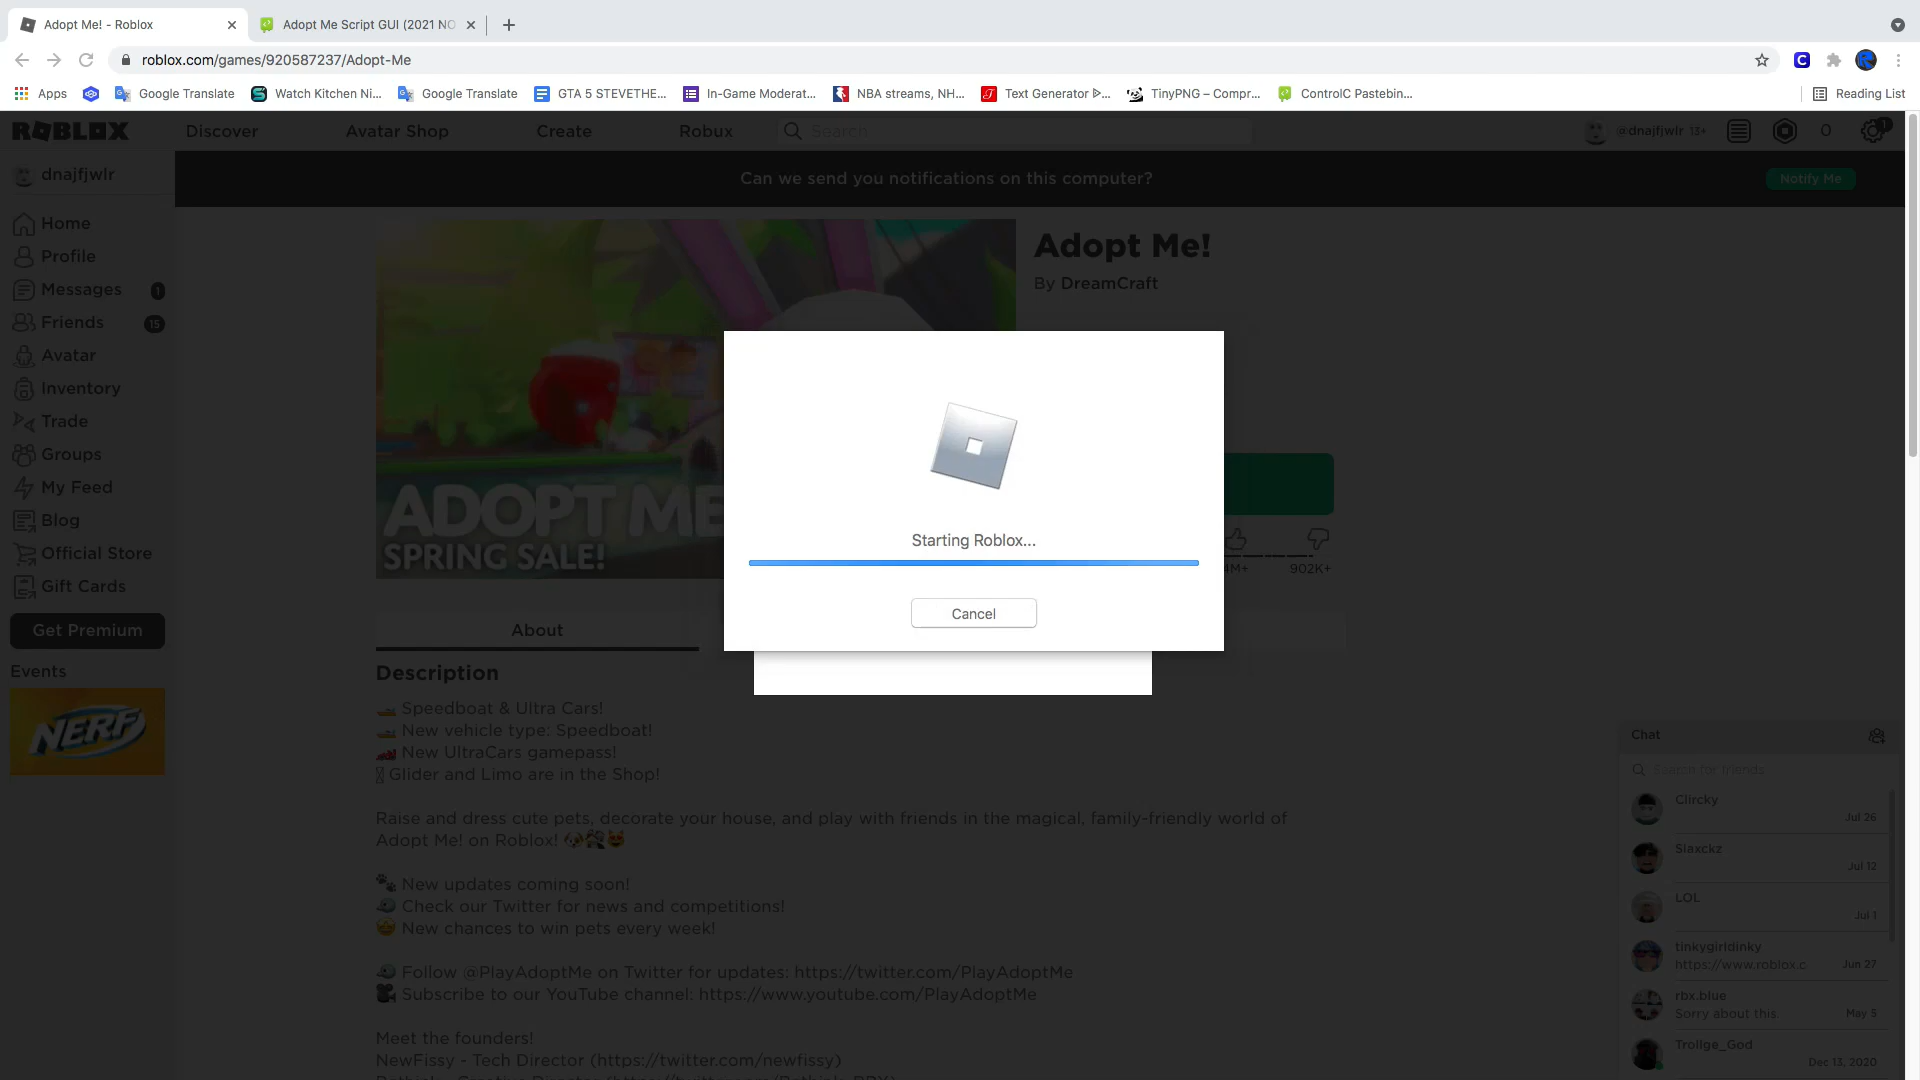 Adopt Me! - Roblox
Adopt Me Script GUI (2021 NO
roblox.com/games/920587237/Adopt-Me
Apps
Google Translate
Watch Kitchen Ni...
Google Translate
GTA 5 STEVETHE...
In-Game Moderat...
NBA streams, NH...
Text Generator ᐈ...
TinyPNG – Compr...
ControlC Pastebin...
Reading List
ROBLOX
Discover
Avatar Shop
Create
Robux
Search
@dnajfjwlr 13+
0
1
dnajfjwlr
Can we send you notifications on this computer?
Notify Me
Home
Profile
Messages
1
Friends
15
Avatar
Inventory
Trade
Groups
My Feed
Blog
Official Store
Gift Cards
Get Premium
Events
NERF
ADOPT ME
SPRING SALE!
Adopt Me!
By DreamCraft
Starting Roblox...
Cancel
M+
902K+
About
Description
Speedboat & Ultra Cars!
New vehicle type: Speedboat!
New UltraCars gamepass!
Glider and Limo are in the Shop!
Raise and dress cute pets, decorate your house, and play with friends in the magical, family-friendly world of
Adopt Me! on Roblox! 🐶🎠😻
New updates coming soon!
Check our Twitter for news and competitions!
New chances to win pets every week!
Follow @PlayAdoptMe on Twitter for updates: https://twitter.com/PlayAdoptMe
Subscribe to our YouTube channel: https://www.youtube.com/PlayAdoptMe
Meet the founders!
NewFissy - Tech Director (https://twitter.com/newfissy)
Chat
Search for friends
Clircky
Jul 26
Slaxckz
Jul 12
LOL
Jul 1
tinkygirldinky
https://www.roblox.c
Jun 27
rbx.blue
Sorry about this.
May 5
Trollge_God
Dec 13, 2020